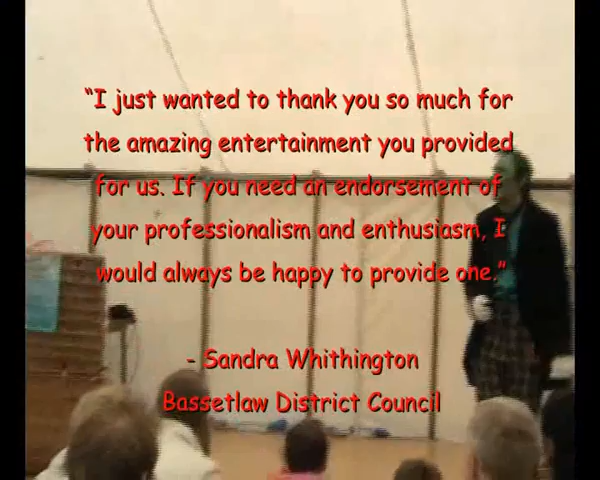 “I just wanted to thank you so much for
the amazing entertainment you provided
for us. If you need an endorsement of
your professionalism and enthusiasm, I
would always be happy to provide one.”
- Sandra Whithington
Bassetlaw District Council